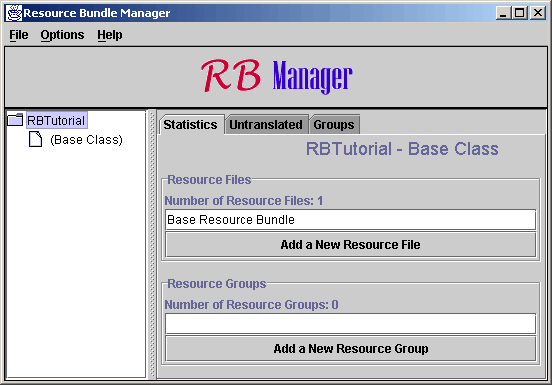 Resource Bundle Manager
File Options Help
RB Manager
RBTutorial
(Base Class)
Statistics Untranslated Groups
RBTutorial - Base Class
Resource Files
Number of Resource Files: 1
Base Resource Bundle
Add a New Resource File
Resource Groups
Number of Resource Groups: 0
Add a New Resource Group